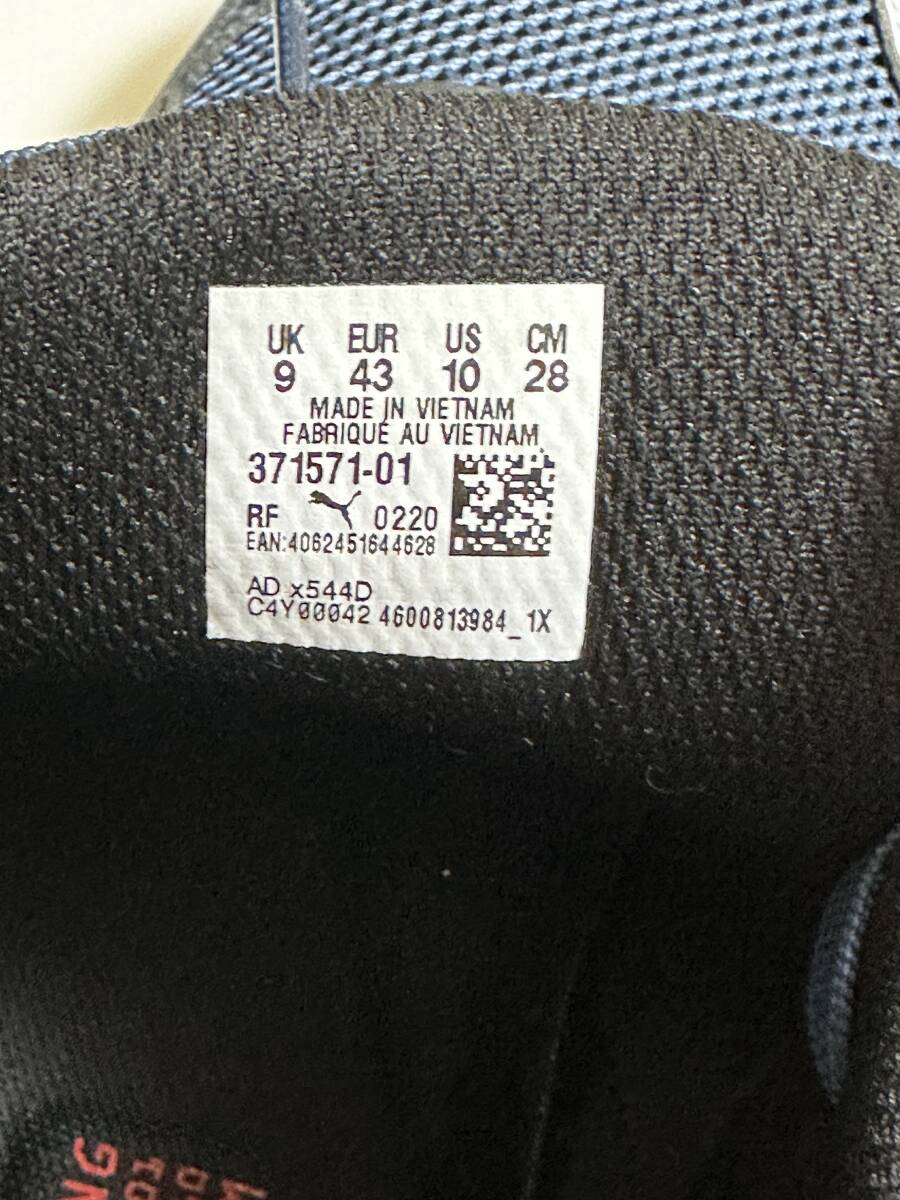 UK EUR US CM
9 43 10 28
MADE IN VIETNAM
FABRIQUÉ AU VIETNAM
371571-01
RF 0220
EAN:4062451644628
AD x544D
C4Y00042 4600813984_1X